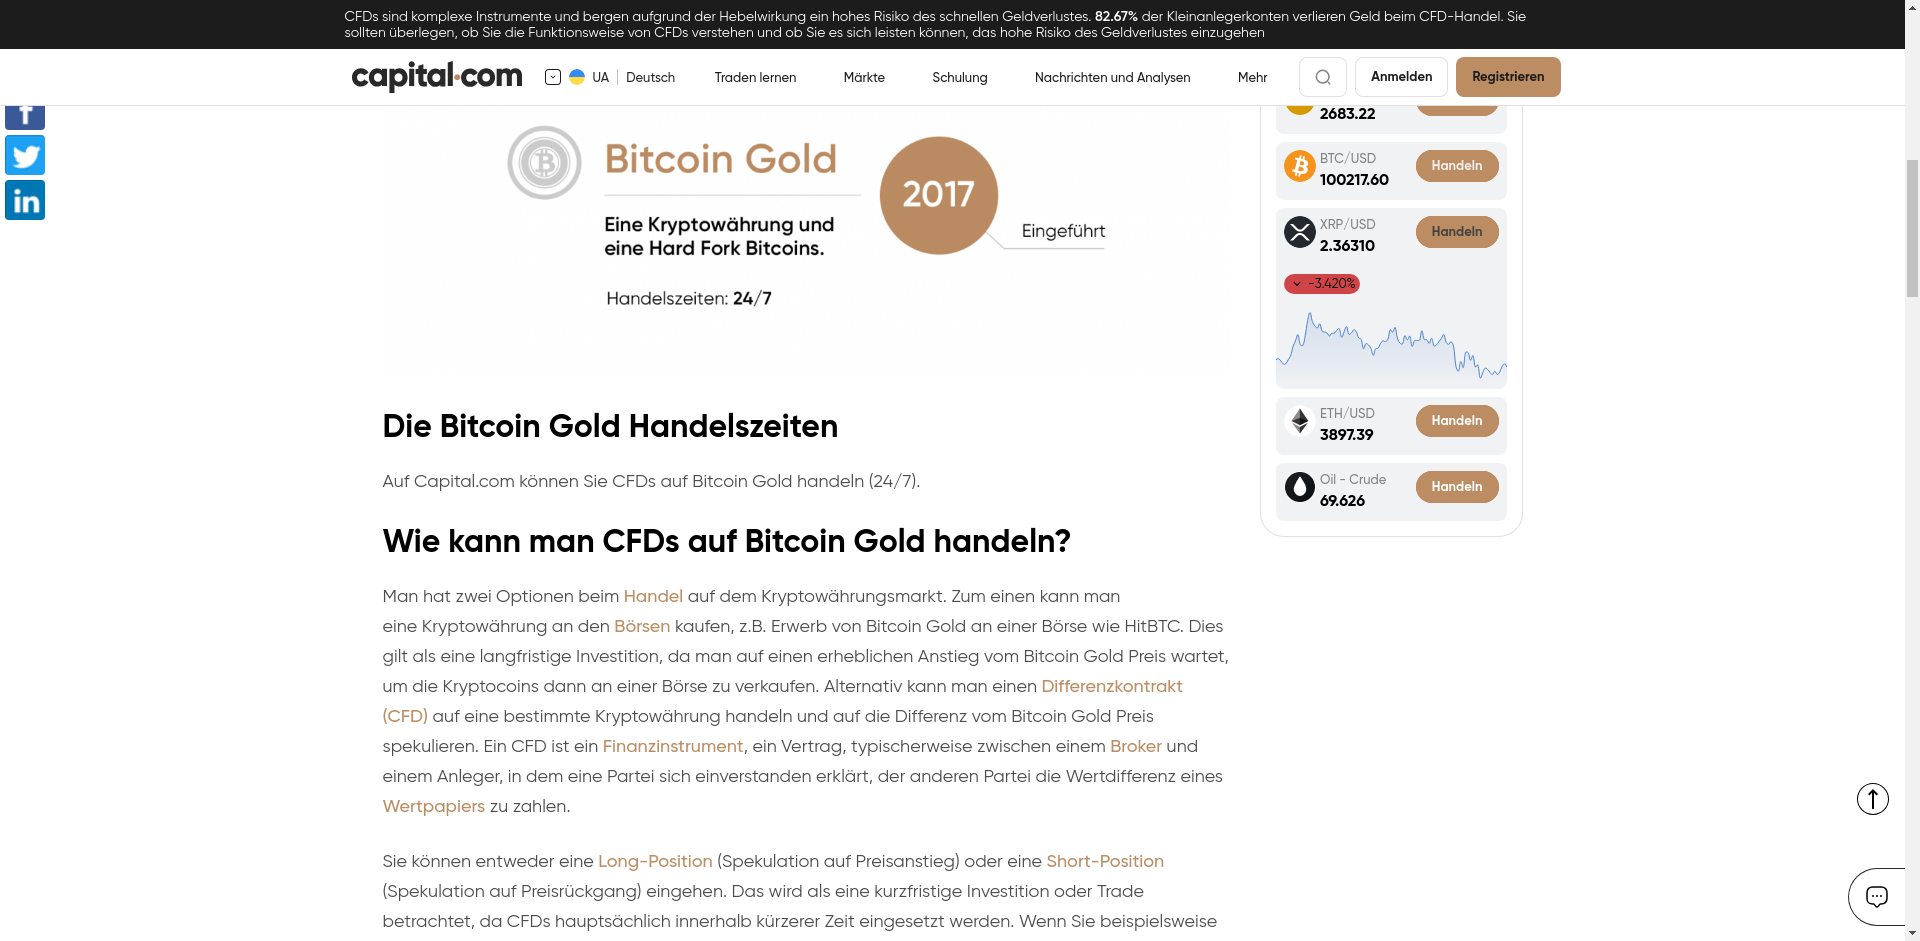 CFDs sind komplexe Instrumente und bergen aufgrund der Hebelwirkung ein hohes Risiko des schnellen Geldverlustes. 82.67% der Kleinanlegerkonten verlieren Geld beim CFD-Handel. Sie
sollten überlegen, ob Sie die Funktionsweise von CFDs verstehen und ob Sie es sich leisten können, das hohe Risiko des Geldverlustes einzugehen
capital.com
UA
Deutsch
Traden lernen
Märkte
Schulung
Nachrichten und Analysen
Mehr
Anmelden
Registrieren
Bitcoin Gold
Eine Kryptowährung und
eine Hard Fork Bitcoins.
Handelszeiten: 24/7
2017
Eingeführt
Die Bitcoin Gold Handelszeiten
Auf Capital.com können Sie CFDs auf Bitcoin Gold handeln (24/7).
Wie kann man CFDs auf Bitcoin Gold handeln?
Man hat zwei Optionen beim Handel auf dem Kryptowährungsmarkt. Zum einen kann man
eine Kryptowährung an den Börsen kaufen, z.B. Erwerb von Bitcoin Gold an einer Börse wie HitBTC. Dies
gilt als eine langfristige Investition, da man auf einen erheblichen Anstieg vom Bitcoin Gold Preis wartet,
um die Kryptocoins dann an einer Börse zu verkaufen. Alternativ kann man einen Differenzkontrakt
(CFD) auf eine bestimmte Kryptowährung handeln und auf die Differenz vom Bitcoin Gold Preis
spekulieren. Ein CFD ist ein Finanzinstrument, ein Vertrag, typischerweise zwischen einem Broker und
einem Anleger, in dem eine Partei sich einverstanden erklärt, der anderen Partei die Wertdifferenz eines
Wertpapiers zu zahlen.
Sie können entweder eine Long-Position (Spekulation auf Preisanstieg) oder eine Short-Position
(Spekulation auf Preisrückgang) eingehen. Das wird als eine kurzfristige Investition oder Trade
betrachtet, da CFDs hauptsächlich innerhalb kürzerer Zeit eingesetzt werden. Wenn Sie beispielsweise
2683.22
BTC/USD
100217.60
Handeln
XRP/USD
2.36310
Handeln
-3.420%
ETH/USD
3897.39
Handeln
Oil - Crude
69.626
Handeln